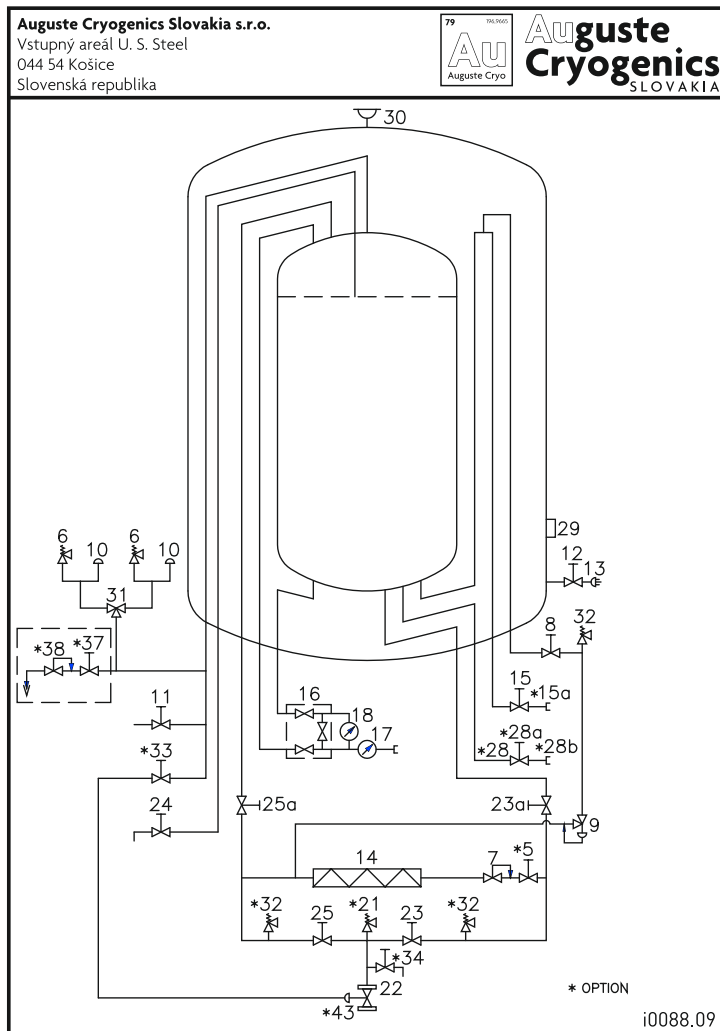 Auguste Cryogenics Slovakia s.r.o.
Vstupný areál U. S. Steel
044 54 Košice
Slovenská republika
79 196.9665
Au
Auguste Cryo
Auguste
Cryogenics
SLOVAKIA
30
29
6 10 6 10
12 13
31
8 32
*38 *37
11
16
15 *15a
18
17
*28a
*28 *28b
*33
24
25a 23a
9
14 7 *5
*32 25 *21 23 *32
*34
22
*43
* OPTION
i0088.09